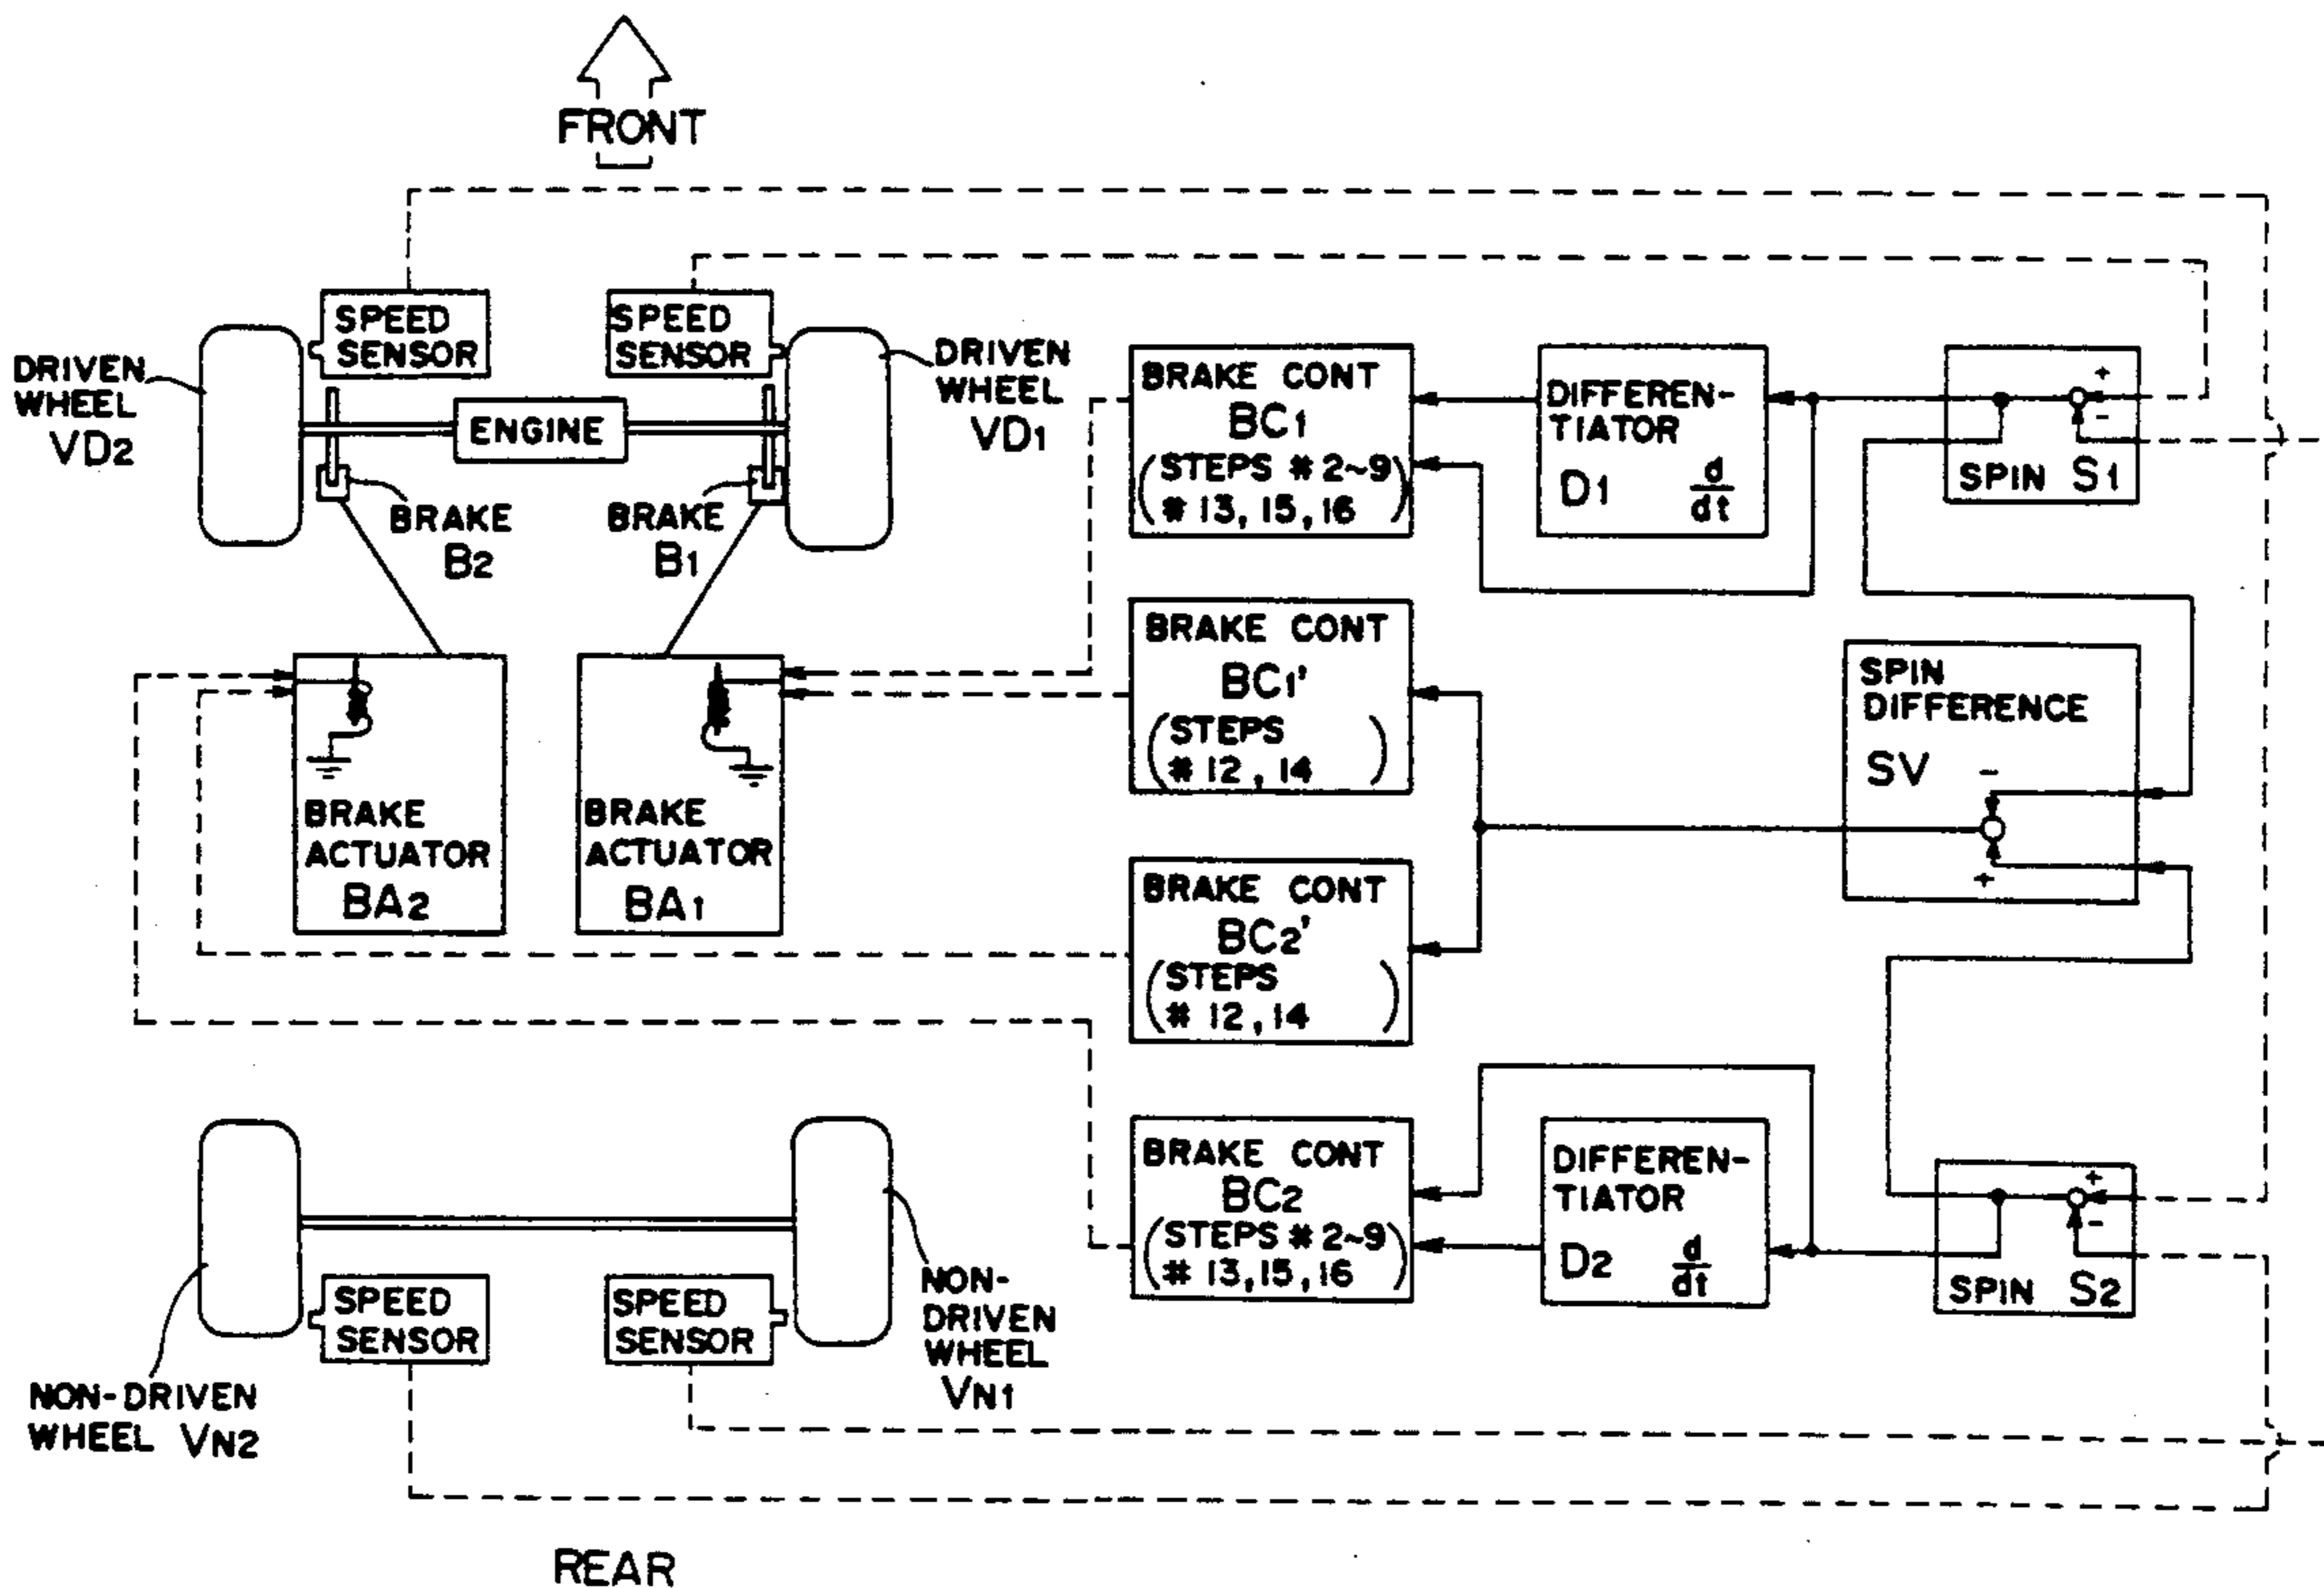 FRONT
SPEED
SENSOR
SPEED
SENSOR
DRIVEN
WHEEL
VD2
ENGINE
DRIVEN
WHEEL
VD1
BRAKE
B2
BRAKE
B1
BRAKE CONT
BC1
(STEPS # 2~9)
(# 13, 15, 16)
DIFFEREN-
TIATOR
D1 d/dt
+
-
SPIN S1
BRAKE CONT
BC1'
(STEPS
# 12, 14)
SPIN
DIFFERENCE
SV -
+
BRAKE
ACTUATOR
BA2
BRAKE
ACTUATOR
BA1
BRAKE CONT
BC2'
(STEPS
# 12, 14)
BRAKE CONT
BC2
(STEPS # 2~9)
(# 13, 15, 16)
DIFFEREN-
TIATOR
D2 d/dt
+
-
SPIN S2
SPEED
SENSOR
SPEED
SENSOR
NON-
DRIVEN
WHEEL
VN1
NON-DRIVEN
WHEEL VN2
REAR